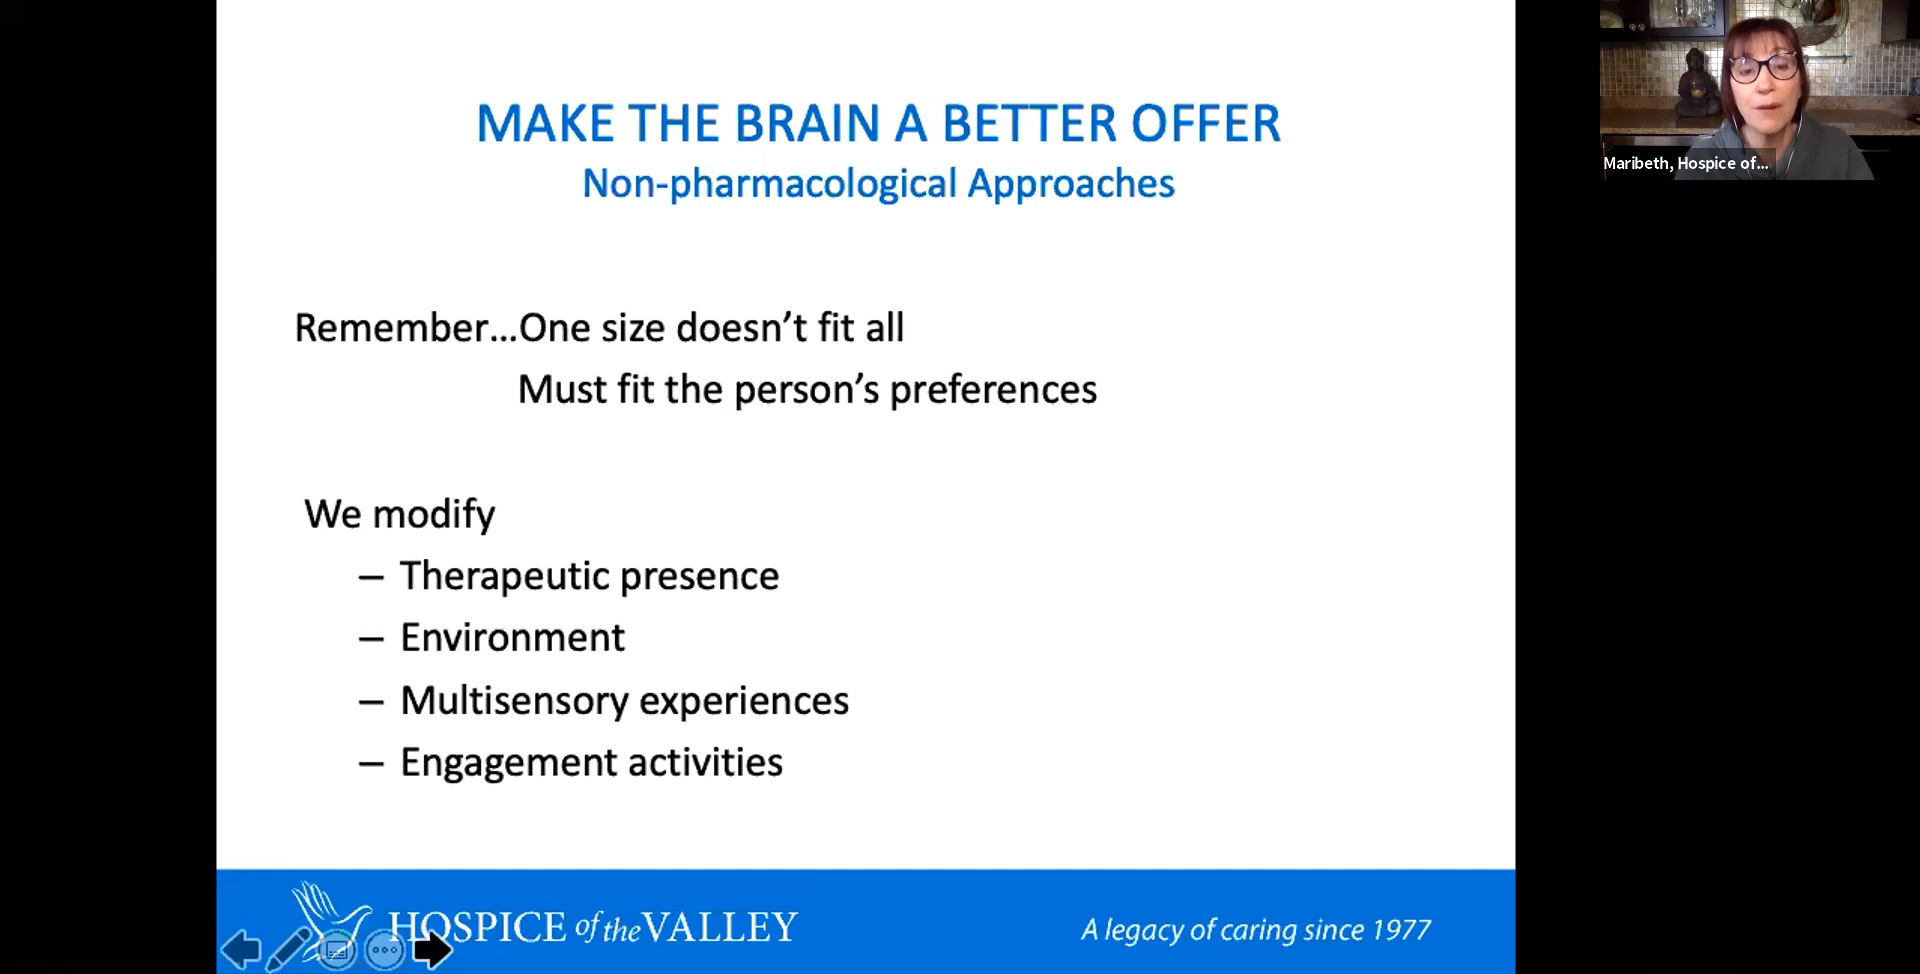 MAKE THE BRAIN A BETTER OFFER
Non-pharmacological Approaches
Remember...One size doesn’t fit all
Must fit the person’s preferences
We modify
– Therapeutic presence
– Environment
– Multisensory experiences
– Engagement activities
HOSPICE of the VALLEY
A legacy of caring since 1977
Maribeth, Hospice of...